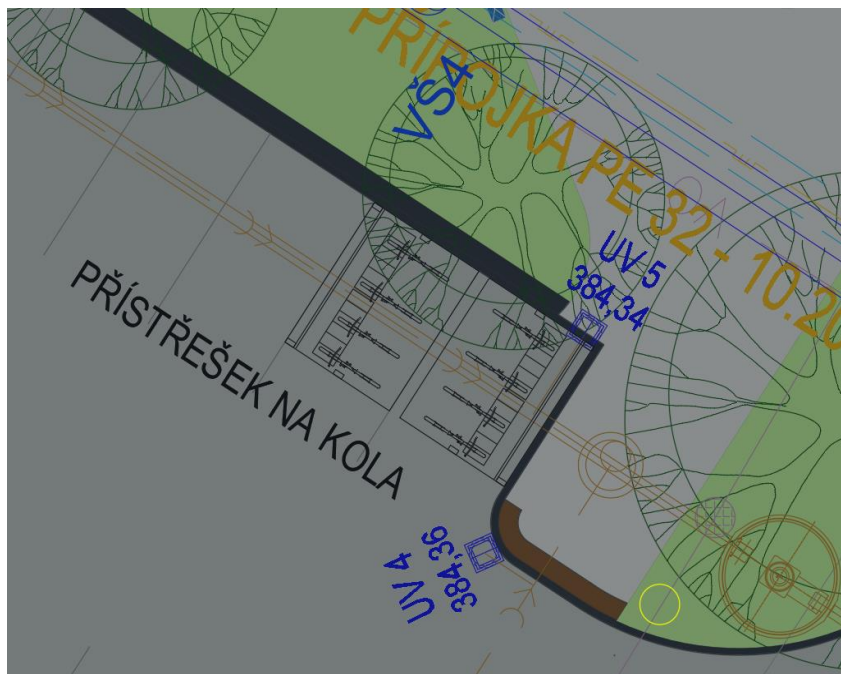 PŘÍPOJKA PE 32 - 10.20
VŠ4
UV 5
384,34
PŘÍSTŘEŠEK NA KOLA
UV 4
384,36